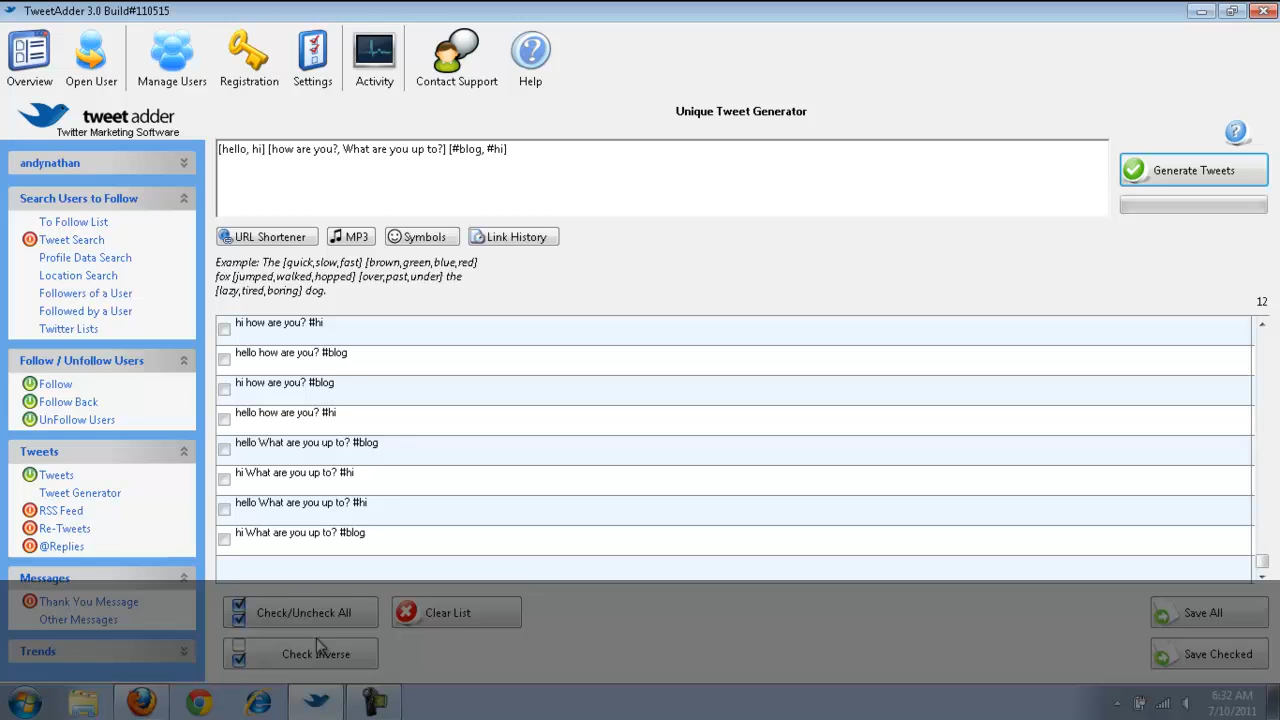 TweetAdder 3.0 Build#110515
Overview
Open User
Manage Users
Registration
Settings
Activity
Contact Support
Help
tweet adder
Twitter Marketing Software
Unique Tweet Generator
andynathan
[hello, hi] [how are you?, What are you up to?] [#blog, #hi]
Generate Tweets
Search Users to Follow
To Follow List
Tweet Search
Profile Data Search
Location Search
Followers of a User
Followed by a User
Twitter Lists
URL Shortener
MP3
Symbols
Link History
Example: The [quick,slow,fast] [brown,green,blue,red]
fox [jumped,walked,hopped] [over,past,under] the
[lazy,tired,boring] dog.
12
hi how are you? #hi
hello how are you? #blog
hi how are you? #blog
hello how are you? #hi
hello What are you up to? #blog
hi What are you up to? #hi
hello What are you up to? #hi
hi What are you up to? #blog
Follow / Unfollow Users
Follow
Follow Back
UnFollow Users
Tweets
Tweets
Tweet Generator
RSS Feed
Re-Tweets
@Replies
Messages
Thank You Message
Other Messages
Trends
Check/Uncheck All
Clear List
Save All
Check Inverse
Save Checked
6:32 AM
7/10/2011